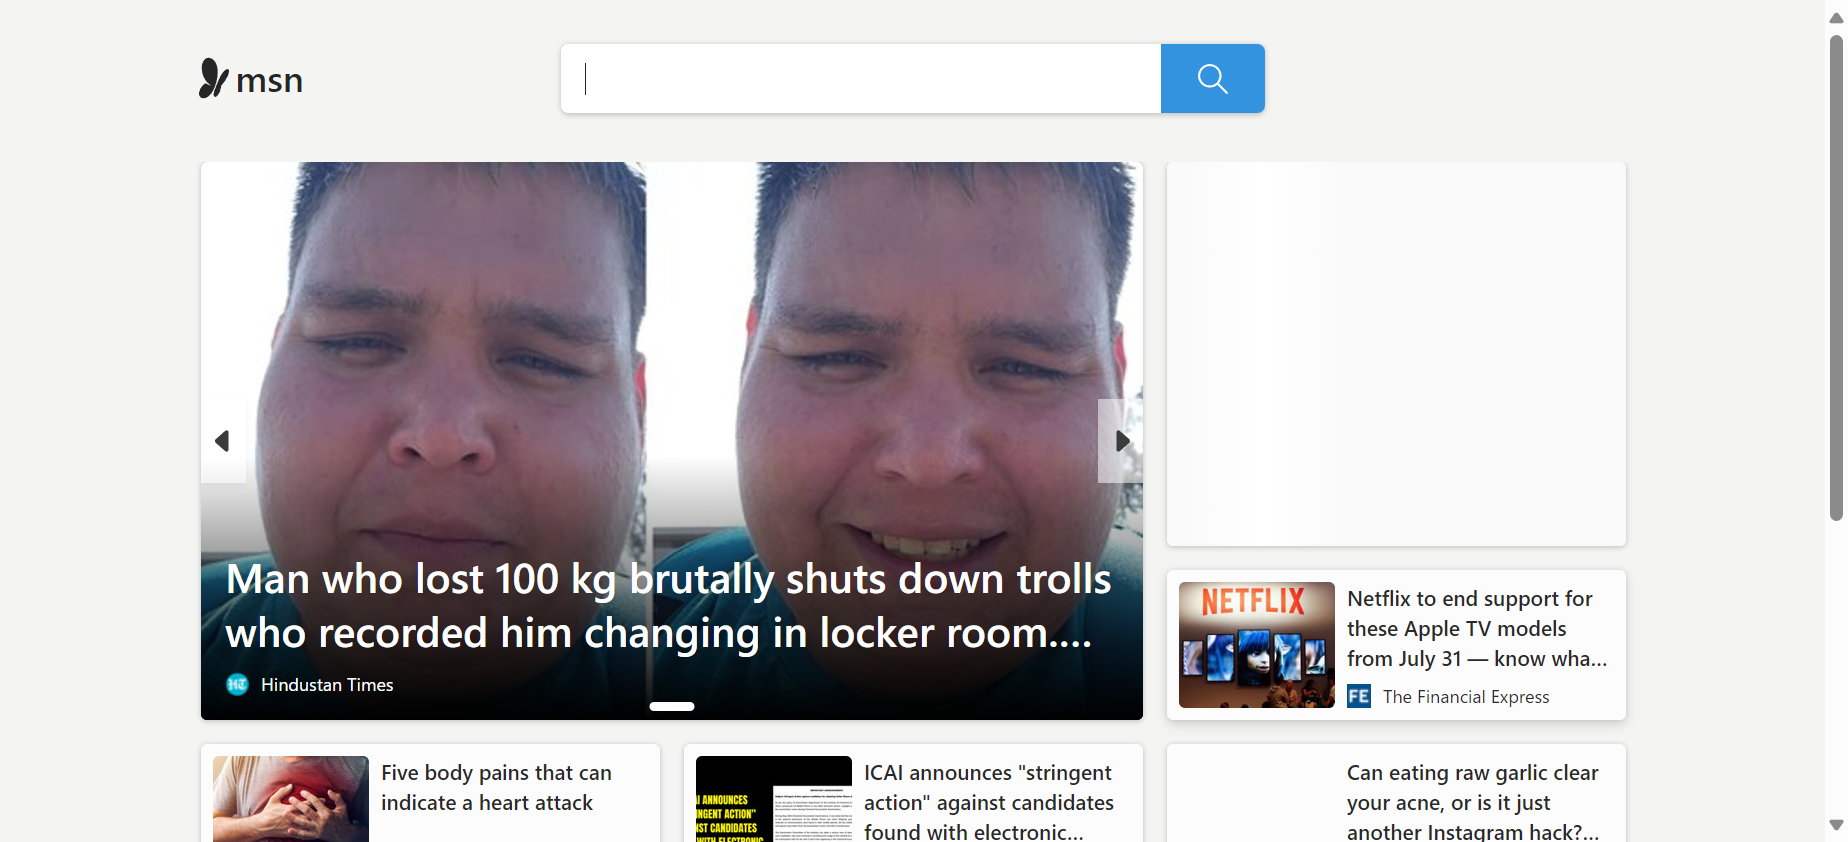 msn
Man who lost 100 kg brutally shuts down trolls
who recorded him changing in locker room....
Hindustan Times
NETFLIX
Netflix to end support for
these Apple TV models
from July 31 — know wha...
FE
The Financial Express
Five body pains that can
indicate a heart attack
ICAI announces "stringent
action" against candidates
found with electronic...
Can eating raw garlic clear
your acne, or is it just
another Instagram hack?...